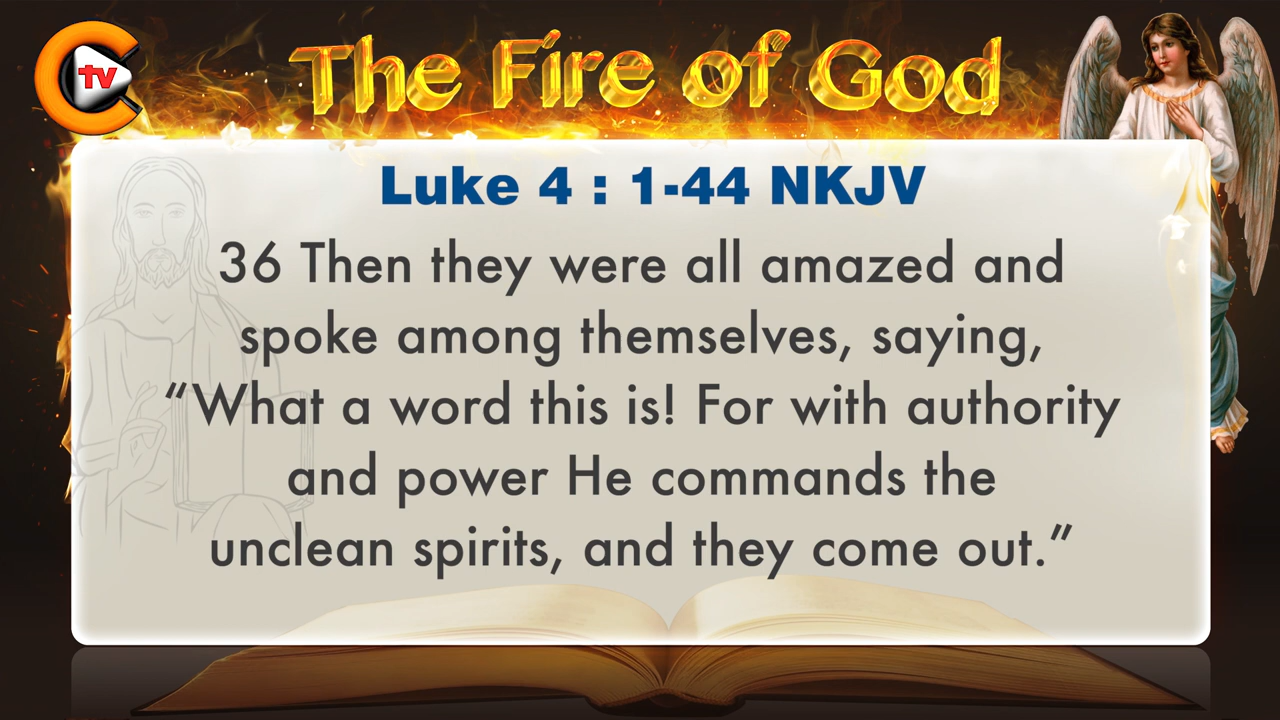 tv
The Fire of God
Luke 4 : 1-44 NKJV
36 Then they were all amazed and
spoke among themselves, saying,
“What a word this is! For with authority
and power He commands the
unclean spirits, and they come out.”